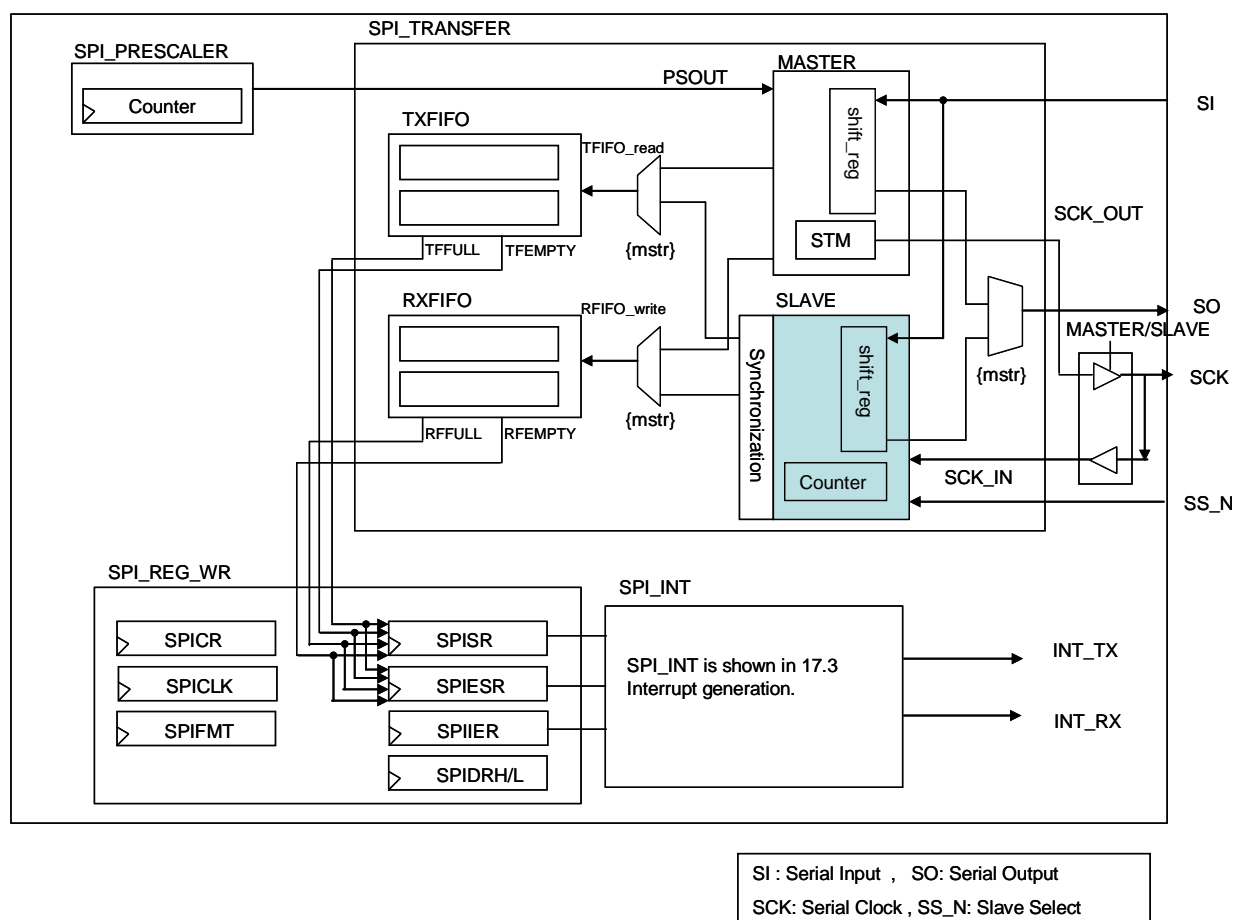 SPI_TRANSFER
SPI_PRESCALER
Counter
PSOUT
MASTER
shift_reg
STM
SI
TXFIFO
TFIFO_read
{mstr}
TFFULL
TFEMPTY
SCK_OUT
RXFIFO
RFIFO_write
{mstr}
RFFULL
RFEMPTY
SLAVE
Synchronization
shift_reg
Counter
{mstr}
SO
MASTER/SLAVE
SCK
SCK_IN
SS_N
SPI_REG_WR
SPICR
SPICLK
SPIFMT
SPISR
SPIESR
SPIIER
SPIDRH/L
SPI_INT
SPI_INT is shown in 17.3
Interrupt generation.
INT_TX
INT_RX
SI : Serial Input , SO: Serial Output
SCK: Serial Clock , SS_N: Slave Select